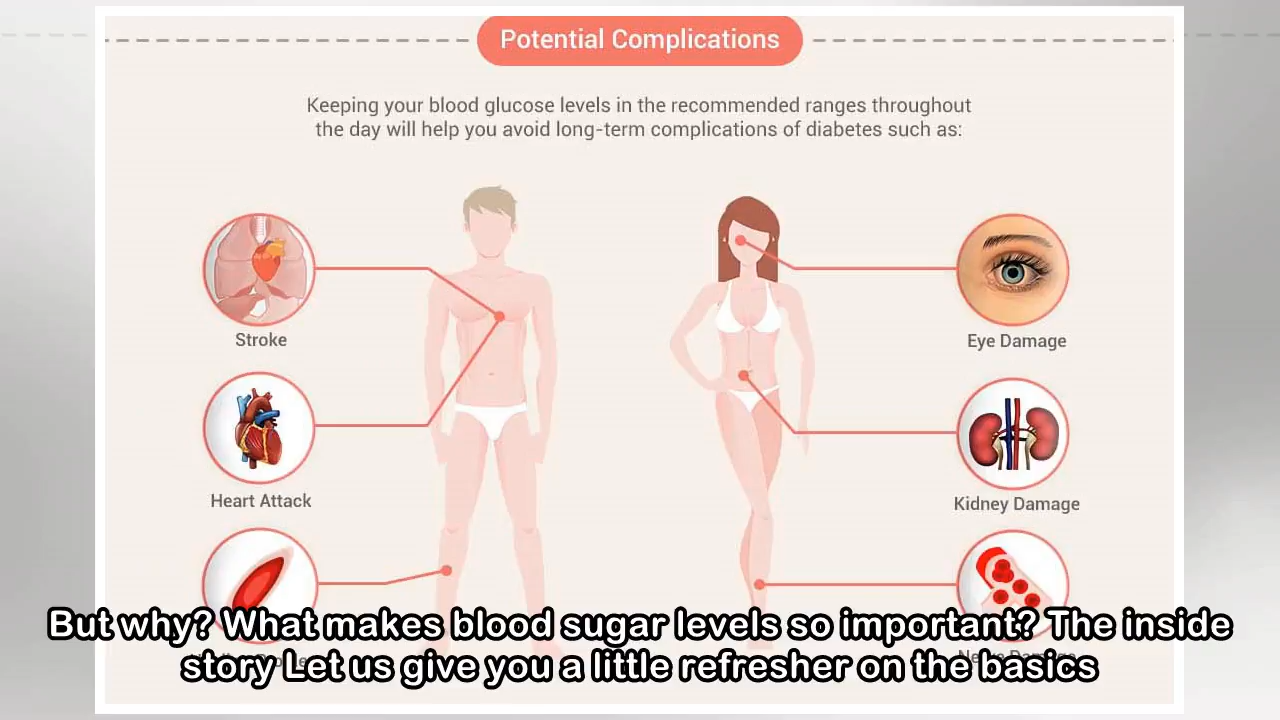 Potential Complications
Keeping your blood glucose levels in the recommended ranges throughout
the day will help you avoid long-term complications of diabetes such as:
Stroke
Eye Damage
Heart Attack
Kidney Damage
Nerve Damage
But why? What makes blood sugar levels so important? The inside
story Let us give you a little refresher on the basics